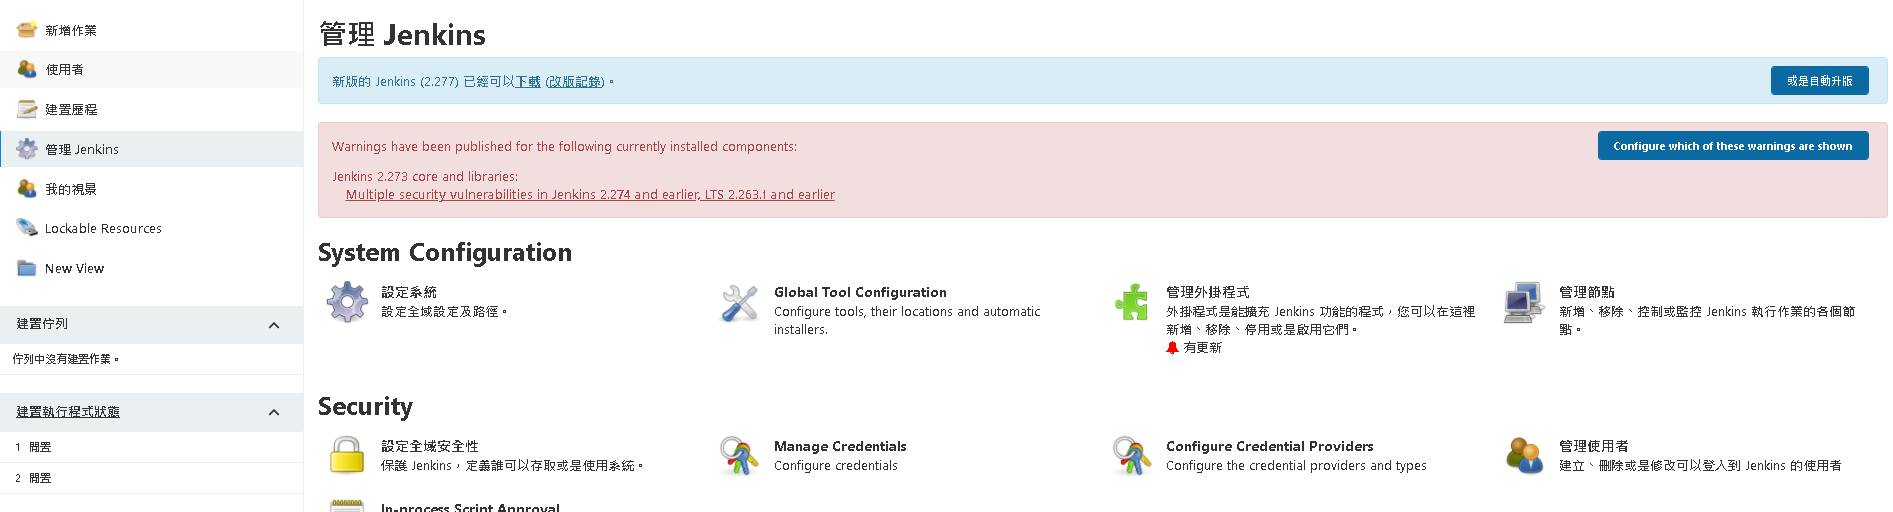 新增作業
使用者
建置歷程
管理 Jenkins
我的視景
Lockable Resources
New View
建置佇列
佇列中沒有建置作業。
建置執行程式狀態
1 閒置
2 閒置
管理 Jenkins
新版的 Jenkins (2.277) 已經可以下載 (改版記錄)。
或是自動升版
Warnings have been published for the following currently installed components:
Configure which of these warnings are shown
Jenkins 2.273 core and libraries:
Multiple security vulnerabilities in Jenkins 2.274 and earlier, LTS 2.263.1 and earlier
System Configuration
設定系統
設定全域設定及路徑。
Global Tool Configuration
Configure tools, their locations and automatic
installers.
管理外掛程式
外掛程式是能擴充 Jenkins 功能的程式，您可以在這裡
新增、移除、停用或是啟用它們。
有更新
管理節點
新增、移除、控制或監控 Jenkins 執行作業的各個節
點。
Security
設定全域安全性
保護 Jenkins，定義誰可以存取或是使用系統。
Manage Credentials
Configure credentials
Configure Credential Providers
Configure the credential providers and types
管理使用者
建立、刪除或是修改可以登入到 Jenkins 的使用者
In-process Script Approval